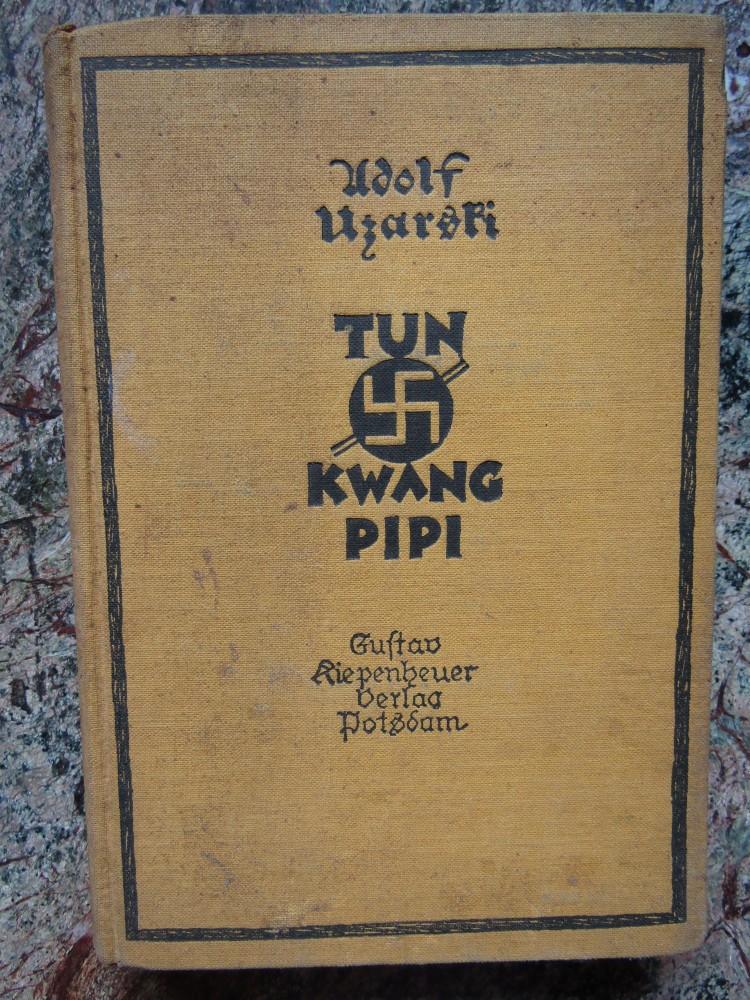 Adolf
Uzarski
TUN
KWANG
PIPI
Gustav
Kiepenheuer
Verlag
Potsdam